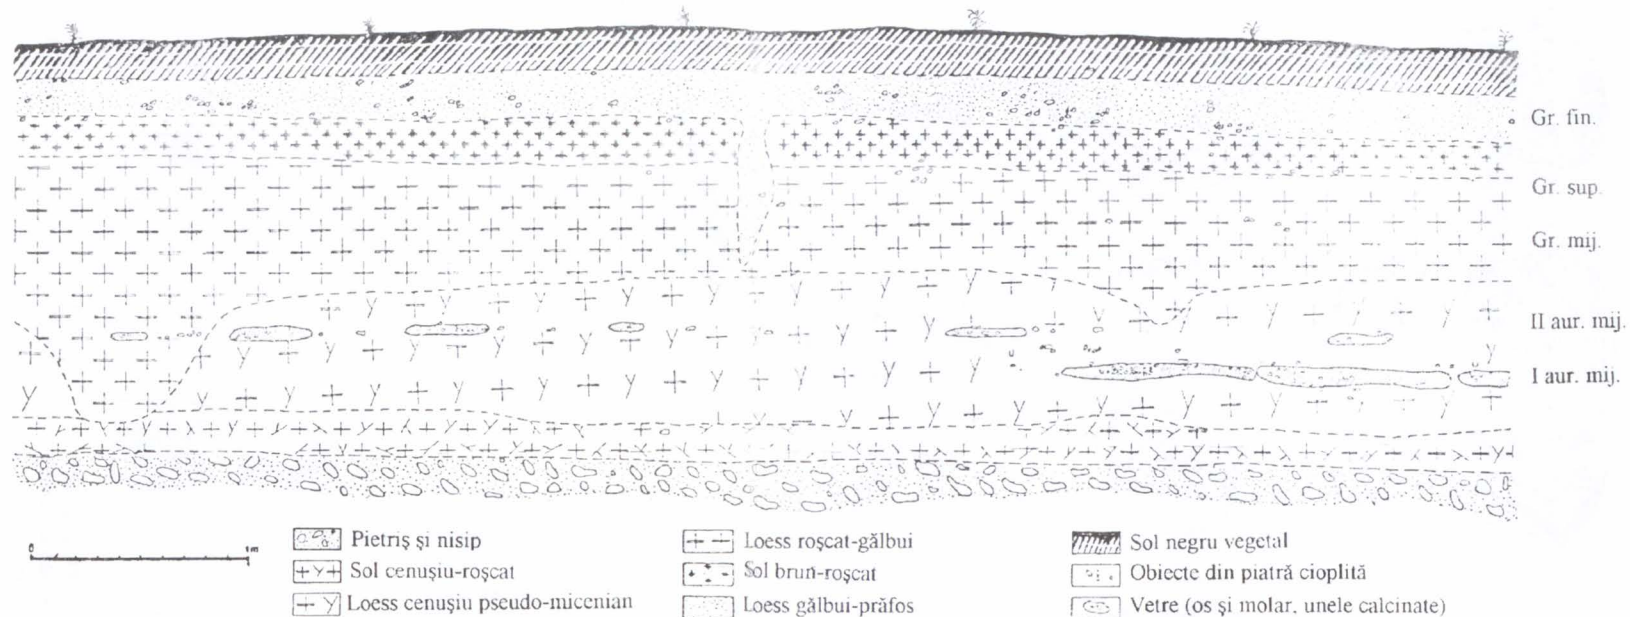 Gr. fin.
Gr. sup.
Gr. mij.
II aur. mij.
I aur. mij.
0 1m
Pietriş şi nisip
Sol cenuşiu-roşcat
Loess cenuşiu pseudo-micenian
Loess roşcat-gălbui
Sol brun-roşcat
Loess gălbui-prăfos
Sol negru vegetal
Obiecte din piatră cioplită
Vetre (os şi molar, unele calcinate)